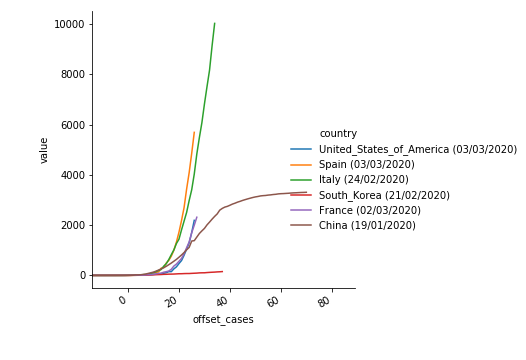 10000
8000
6000
4000
2000
0
value
0
20
40
60
80
offset_cases
country
United_States_of_America (03/03/2020)
Spain (03/03/2020)
Italy (24/02/2020)
South_Korea (21/02/2020)
France (02/03/2020)
China (19/01/2020)